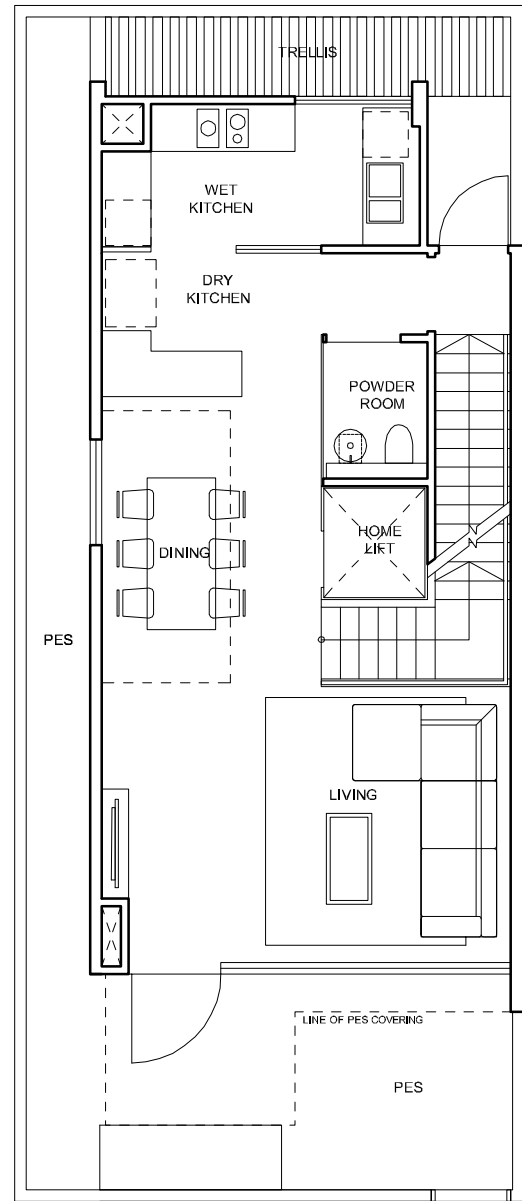 TRELLIS
WET
KITCHEN
DRY
KITCHEN
POWDER
ROOM
HOME
LIFT
DINING
PES
LIVING
LINE OF PES COVERING
PES